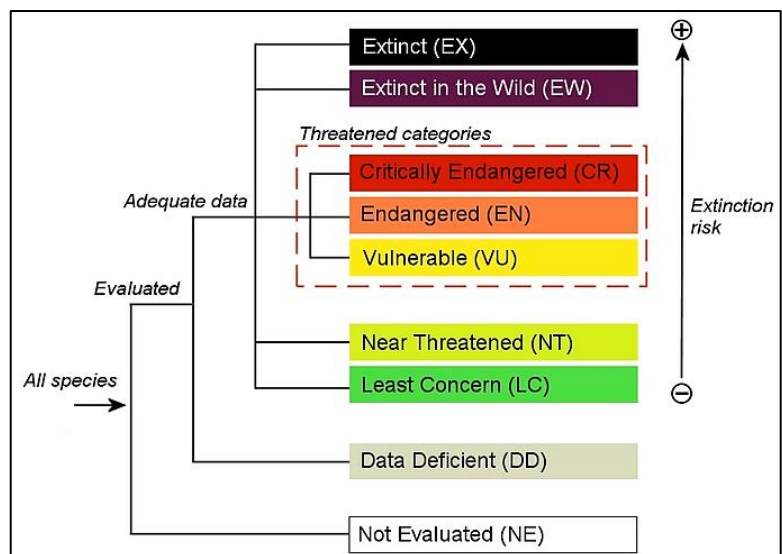 Extinct (EX)
Extinct in the Wild (EW)
Threatened categories
Critically Endangered (CR)
Adequate data
Endangered (EN)
Extinction
risk
Vulnerable (VU)
Evaluated
Near Threatened (NT)
All species
Least Concern (LC)
Data Deficient (DD)
Not Evaluated (NE)